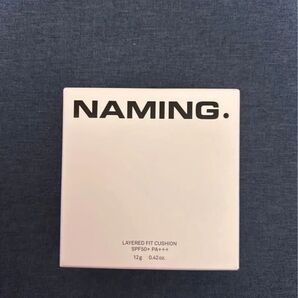 NAMING.
LAYERED FIT CUSHION
SPF50+ PA+++
12g 0.42oz.